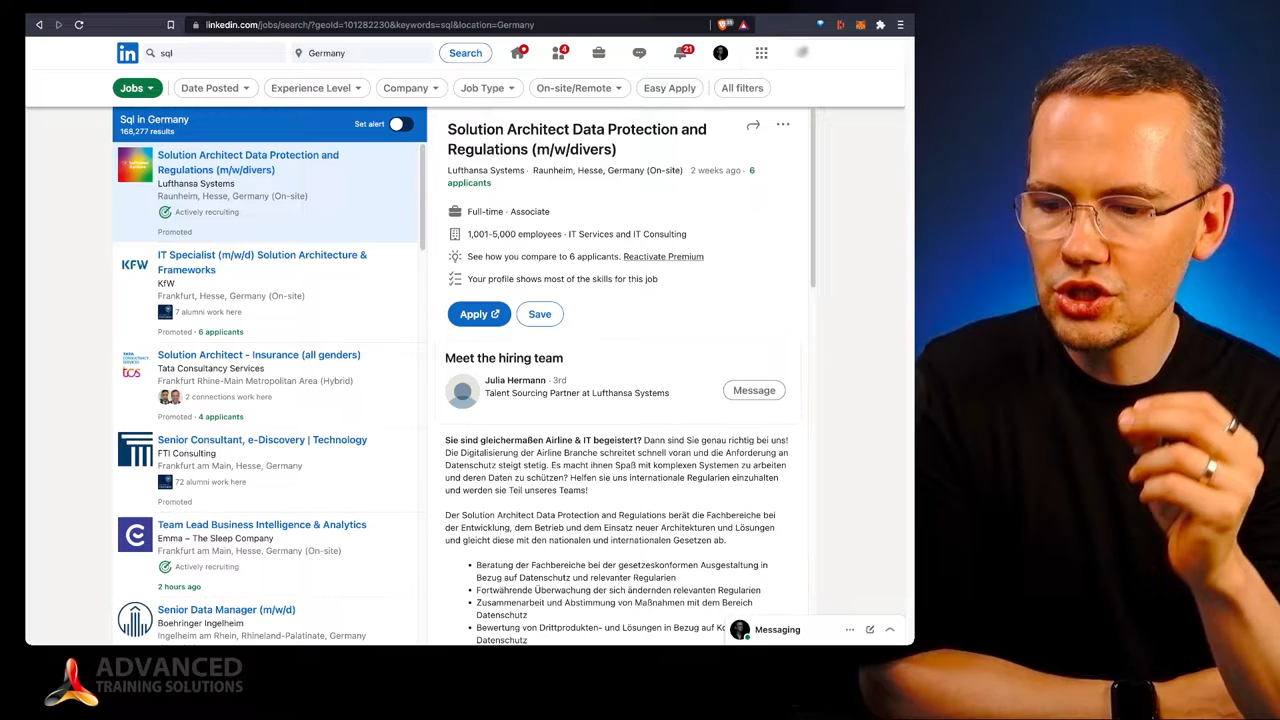 linkedin.com/jobs/search/?geoId=101282230&keywords=sql&location=Germany
in
sql
Germany
Search
4
21
Jobs
Date Posted
Experience Level
Company
Job Type
On-site/Remote
Easy Apply
All filters
Sql in Germany
168,277 results
Set alert
Solution Architect Data Protection and
Regulations (m/w/divers)
Lufthansa Systems
Raunheim, Hesse, Germany (On-site)
Actively recruiting
Promoted
KFW
IT Specialist (m/w/d) Solution Architecture &
Frameworks
KfW
Frankfurt, Hesse, Germany (On-site)
7 alumni work here
Promoted · 6 applicants
TATA
CONSULTANCY
SERVICES
tcs
Solution Architect - Insurance (all genders)
Tata Consultancy Services
Frankfurt Rhine-Main Metropolitan Area (Hybrid)
2 connections work here
Promoted · 4 applicants
Senior Consultant, e-Discovery | Technology
FTI Consulting
Frankfurt am Main, Hesse, Germany
72 alumni work here
Promoted
Team Lead Business Intelligence & Analytics
Emma – The Sleep Company
Frankfurt am Main, Hesse, Germany (On-site)
Actively recruiting
2 hours ago
Senior Data Manager (m/w/d)
Boehringer Ingelheim
Ingelheim am Rhein, Rhineland-Palatinate, Germany
Solution Architect Data Protection and
Regulations (m/w/divers)
Lufthansa Systems · Raunheim, Hesse, Germany (On-site) 2 weeks ago · 6
applicants
Full-time · Associate
1,001-5,000 employees · IT Services and IT Consulting
See how you compare to 6 applicants. Reactivate Premium
Your profile shows most of the skills for this job
Apply
Save
Meet the hiring team
Julia Hermann · 3rd
Talent Sourcing Partner at Lufthansa Systems
Message
Sie sind gleichermaßen Airline & IT begeistert? Dann sind Sie genau richtig bei uns!
Die Digitalisierung der Airline Branche schreitet schnell voran und die Anforderung an
Datenschutz steigt stetig. Es macht ihnen Spaß mit komplexen Systemen zu arbeiten
und deren Daten zu schützen? Helfen sie uns internationale Regularien einzuhalten
und werden sie Teil unseres Teams!
Der Solution Architect Data Protection and Regulations berät die Fachbereiche bei
der Entwicklung, dem Betrieb und dem Einsatz neuer Architekturen und Lösungen
und gleicht diese mit den nationalen und internationalen Gesetzen ab.
• Beratung der Fachbereiche bei der gesetzeskonformen Ausgestaltung in
Bezug auf Datenschutz und relevanter Regularien
• Fortwährende Überwachung der sich ändernden relevanten Regularien
• Zusammenarbeit und Abstimmung von Maßnahmen mit dem Bereich
Datenschutz
• Bewertung von Drittprodukten- und Lösungen in Bezug auf
Datenschutz
Messaging
ADVANCED
TRAINING SOLUTIONS